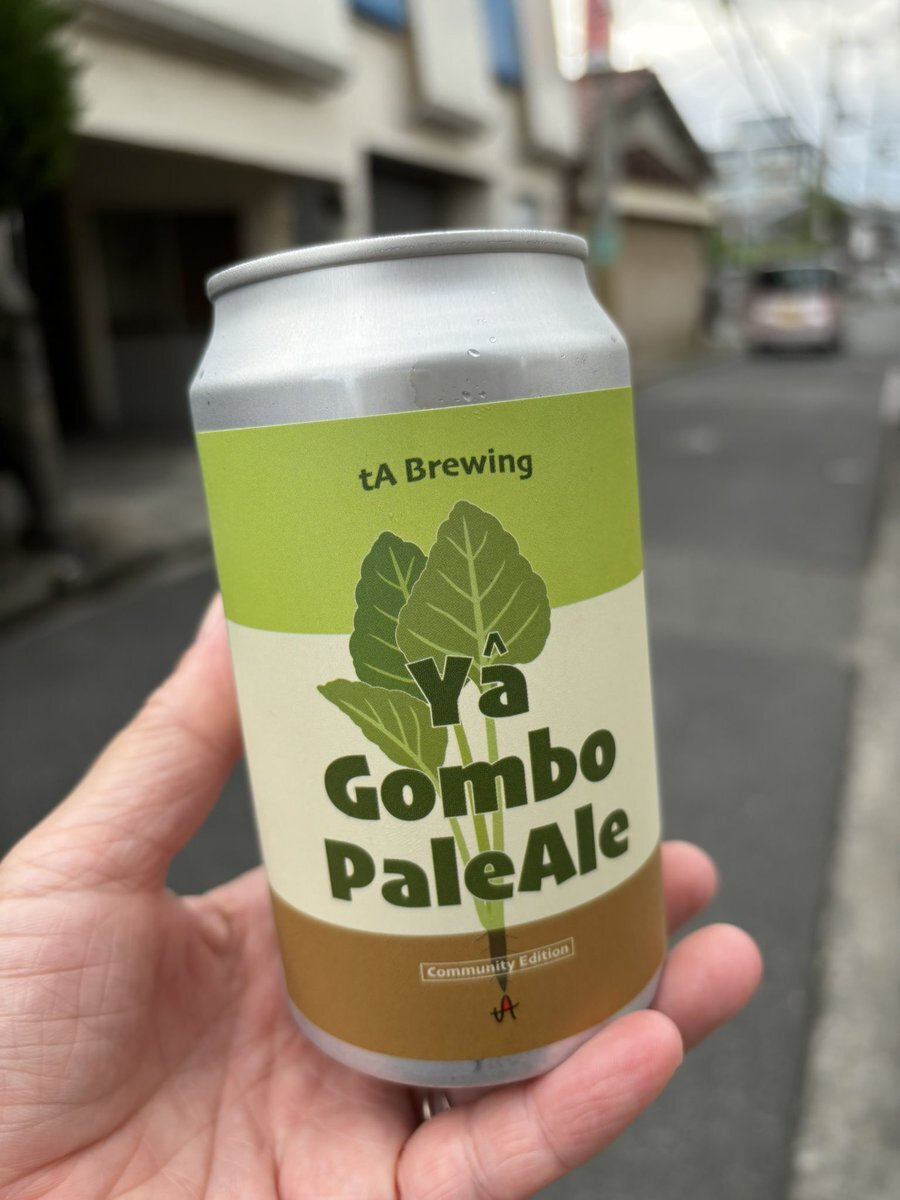 tA Brewing
Yâ
Gombo
PaleAle
Community Edition
tA